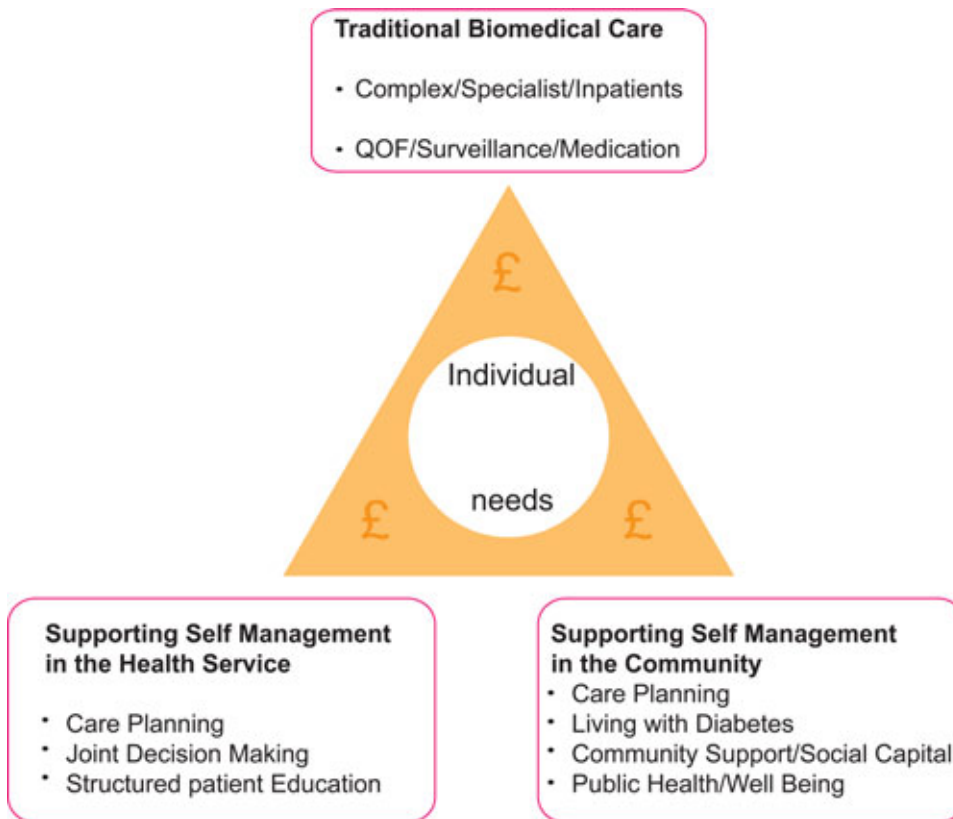 Traditional Biomedical Care
• Complex/Specialist/Inpatients
• QOF/Surveillance/Medication
£
Individual
needs
£ £
Supporting Self Management
in the Health Service
• Care Planning
• Joint Decision Making
• Structured patient Education
Supporting Self Management
in the Community
• Care Planning
• Living with Diabetes
• Community Support/Social Capital
• Public Health/Well Being